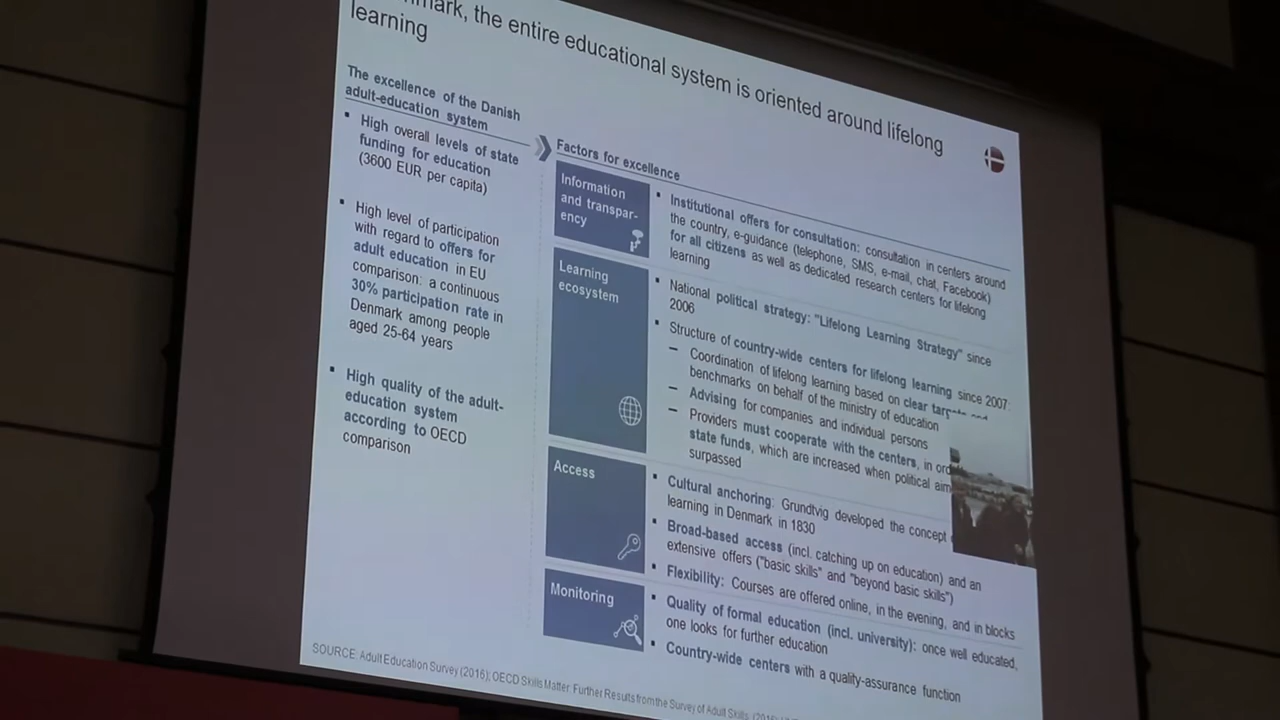 mark, the entire educational system is oriented around lifelong
learning
The excellence of the Danish
adult-education system
▪ High overall levels of state
funding for education
(3600 EUR per capita)
▪ High level of participation
with regard to offers for
adult education in EU
comparison: a continuous
30% participation rate in
Denmark among people
aged 25-64 years
▪ High quality of the adult-
education system
according to OECD
comparison
Factors for excellence
Information
and transpar-
ency
▪ Institutional offers for consultation: consultation in centers around
the country, e-guidance (telephone, SMS, e-mail, chat, Facebook)
for all citizens as well as dedicated research centers for lifelong
learning
Learning
ecosystem
▪ National political strategy: "Lifelong Learning Strategy" since
2006
▪ Structure of country-wide centers for lifelong learning since 2007:
– Coordination of lifelong learning based on clear targets and
benchmarks on behalf of the ministry of education
– Advising for companies and individual persons
– Providers must cooperate with the centers, in
state funds, which are increased when political
surpassed
Access
▪ Cultural anchoring: Grundtvig developed the concept
learning in Denmark in 1830
▪ Broad-based access (incl. catching up on education) and an
extensive offers ("basic skills" and "beyond basic skills")
▪ Flexibility: Courses are offered online, in the evening, and in blocks
Monitoring
▪ Quality of formal education (incl. university): once well educated,
one looks for further education
▪ Country-wide centers with a quality-assurance function
SOURCE: Adult Education Survey (2016); OECD Skills Matter: Further Results from the Survey of Adult Skills